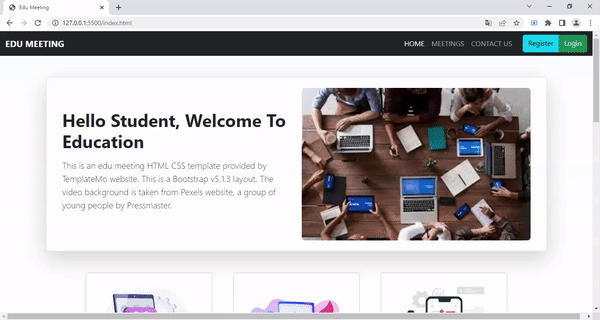 Edu Meeting
127.0.0.1:5500/index.html
EDU MEETING
HOME MEETINGS CONTACT US Register Login
Hello Student, Welcome To
Education
This is an edu meeting HTML CSS template provided by
TemplateMo website. This is a Bootstrap v5.1.3 layout. The
video background is taken from Pexels website, a group of
young people by Pressmaster.